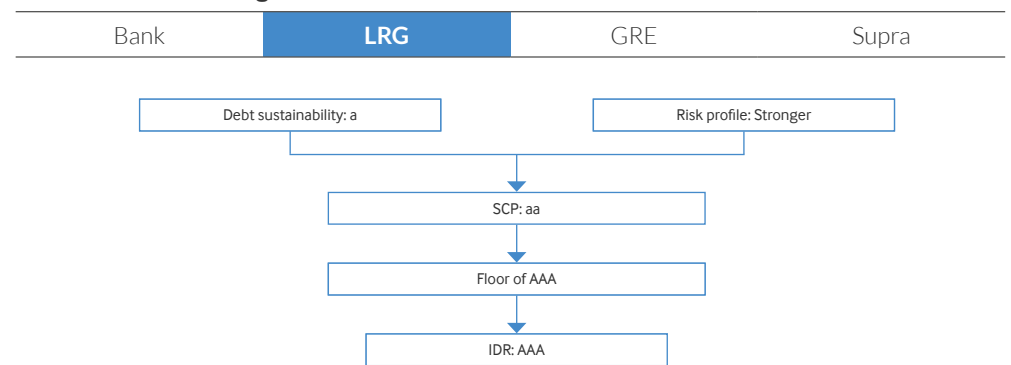 Bank LRG GRE Supra
Debt sustainability: a Risk profile: Stronger
SCP: aa
Floor of AAA
IDR: AAA